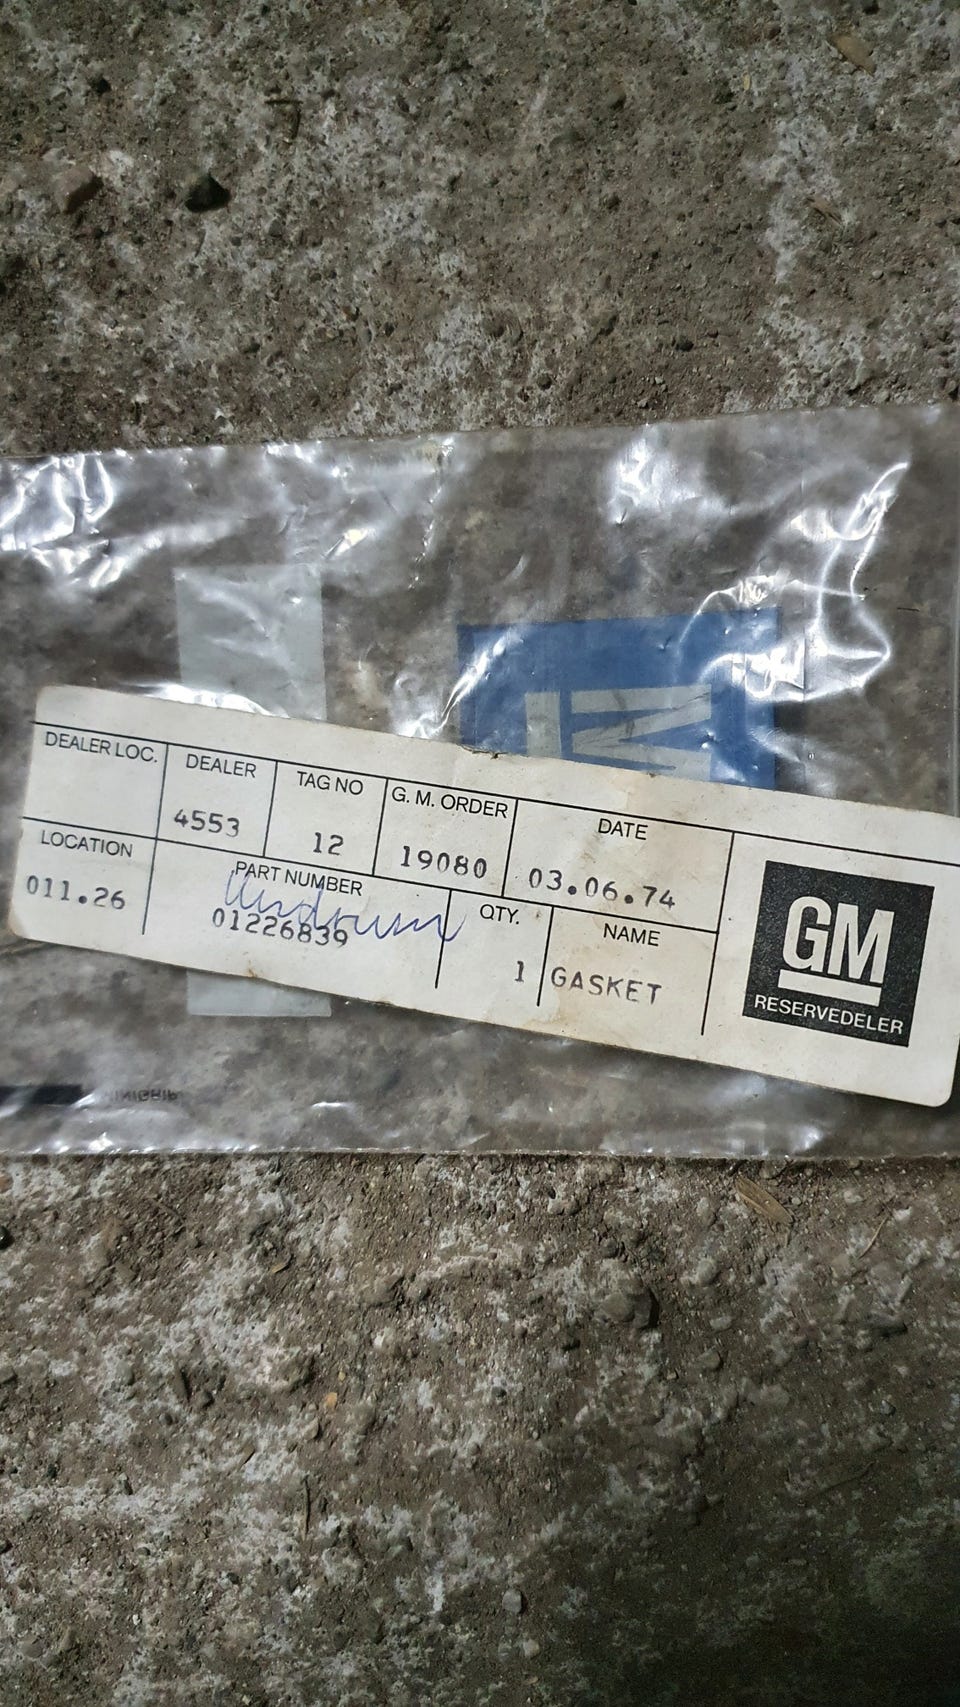 DEALER LOC. DEALER TAG NO G. M. ORDER DATE
4553 12 19080 03.06.74
LOCATION PART NUMBER QTY. NAME
011.26 01226839 1 GASKET
GM
RESERVEDELER
MINIGRIP